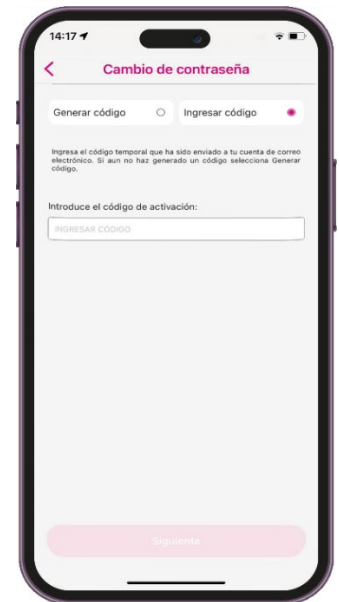 14:17
Cambio de contraseña
Generar código
Ingresar código
Ingresa el código temporal que ha sido enviado a tu cuenta de correo
electrónico. Si aun no haz generado un código selecciona Generar
código.
Introduce el código de activación:
INGRESAR CÓDIGO
Siguiente